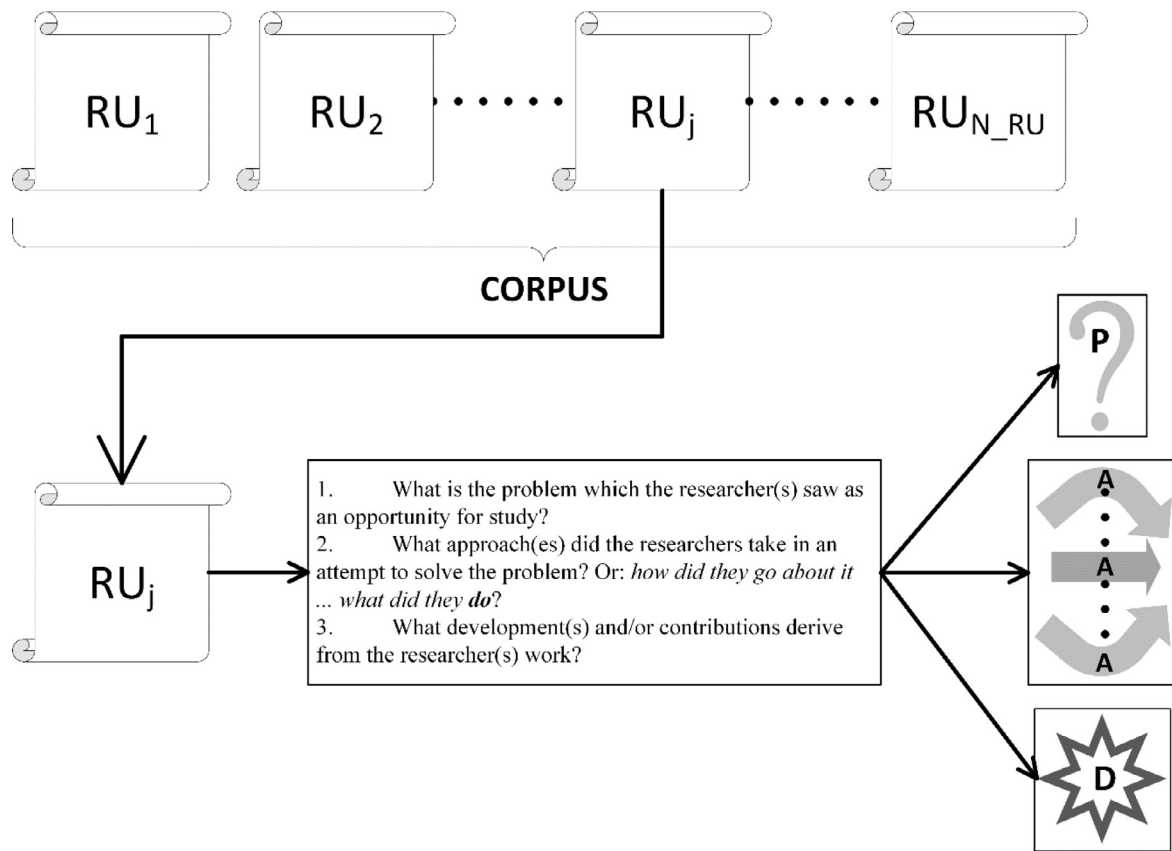 RU1 RU2 RUj RUN_RU
CORPUS
P
1. What is the problem which the researcher(s) saw as
an opportunity for study?
2. What approach(es) did the researchers take in an
attempt to solve the problem? Or: how did they go about it
... what did they do?
3. What development(s) and/or contributions derive
from the researcher(s) work?
RUj
A
A
A
D